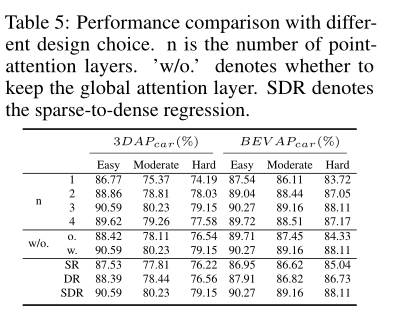 Table 5: Performance comparison with differ-
ent design choice. n is the number of point-
attention layers. 'w/o.' denotes whether to
keep the global attention layer. SDR denotes
the sparse-to-dense regression.
3DAPcar(%) BEVAPcar(%)
Easy Moderate Hard Easy Moderate Hard
1 86.77 75.37 74.19 87.54 86.11 83.72
2 88.86 78.81 78.03 89.04 88.44 87.05
n
3 90.59 80.23 79.15 90.27 89.16 88.11
4 89.62 79.26 77.58 89.72 88.51 87.17
o. 88.42 78.11 76.54 89.71 87.45 84.33
w/o.
w. 90.59 80.23 79.15 90.27 89.16 88.11
SR 87.53 77.81 76.22 86.95 86.62 85.04
DR 88.39 78.44 76.56 87.91 86.82 86.73
SDR 90.59 80.23 79.15 90.27 89.16 88.11